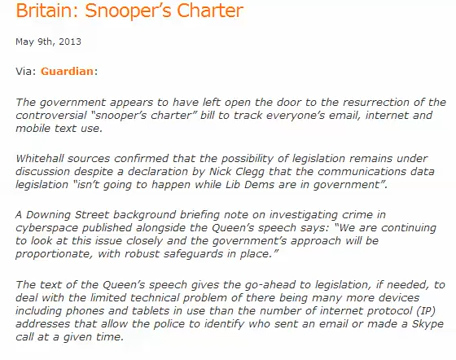 Britain: Snooper's Charter
May 9th, 2013
Via: Guardian:
The government appears to have left open the door to the resurrection of the
controversial “snooper's charter” bill to track everyone's email, internet and
mobile text use.
Whitehall sources confirmed that the possibility of legislation remains under
discussion despite a declaration by Nick Clegg that the communications data
legislation “isn't going to happen while Lib Dems are in government”.
A Downing Street background briefing note on investigating crime in
cyberspace published alongside the Queen's speech says: “We are continuing
to look at this issue closely and the government's approach will be
proportionate, with robust safeguards in place.”
The text of the Queen's speech gives the go-ahead to legislation, if needed, to
deal with the limited technical problem of there being many more devices
including phones and tablets in use than the number of internet protocol (IP)
addresses that allow the police to identify who sent an email or made a Skype
call at a given time.